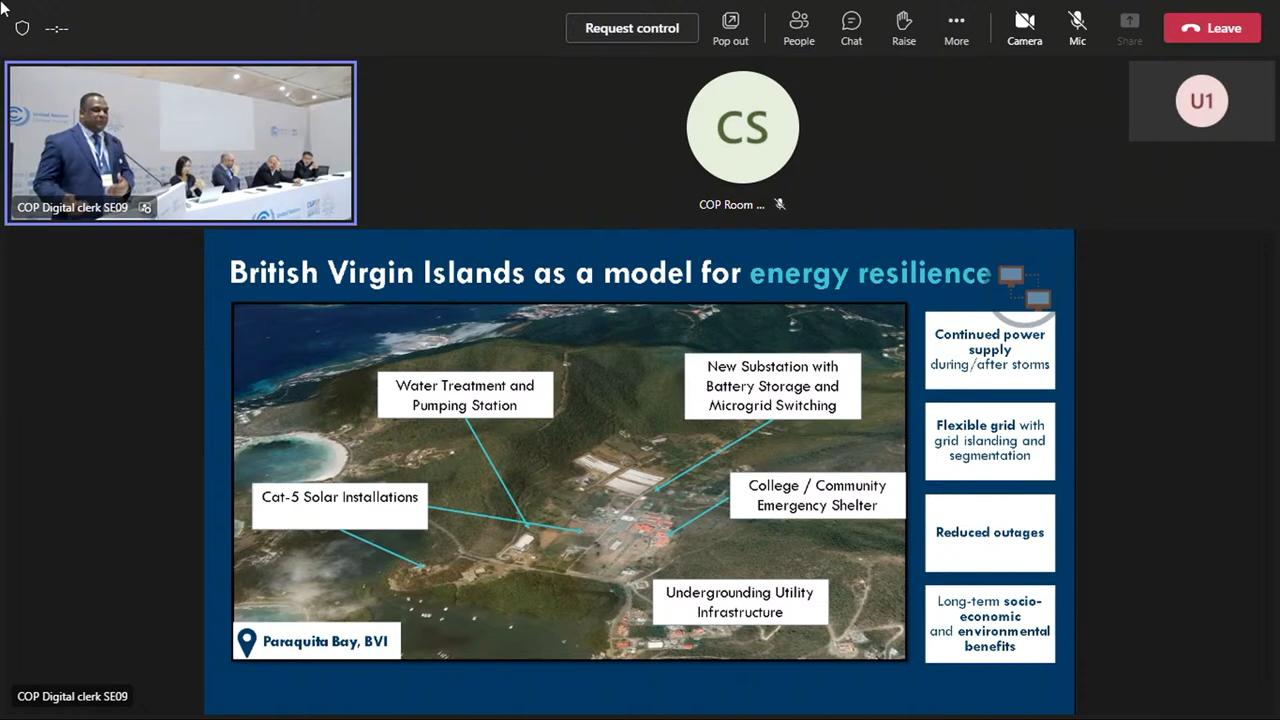 --:--
Request control
Pop out
People
Chat
Raise
More
Camera
Mic
Share
Leave
United Nations
COP Digital clerk SE09
CS
COP Room ...
U1
British Virgin Islands as a model for energy resilience
Water Treatment and
Pumping Station
New Substation with
Battery Storage and
Microgrid Switching
Cat-5 Solar Installations
College / Community
Emergency Shelter
Undergrounding Utility
Infrastructure
Paraquita Bay, BVI
Continued power
supply
during/after storms
Flexible grid with
grid islanding and
segmentation
Reduced outages
Long-term socio-
economic
and environmental
benefits
COP Digital clerk SE09